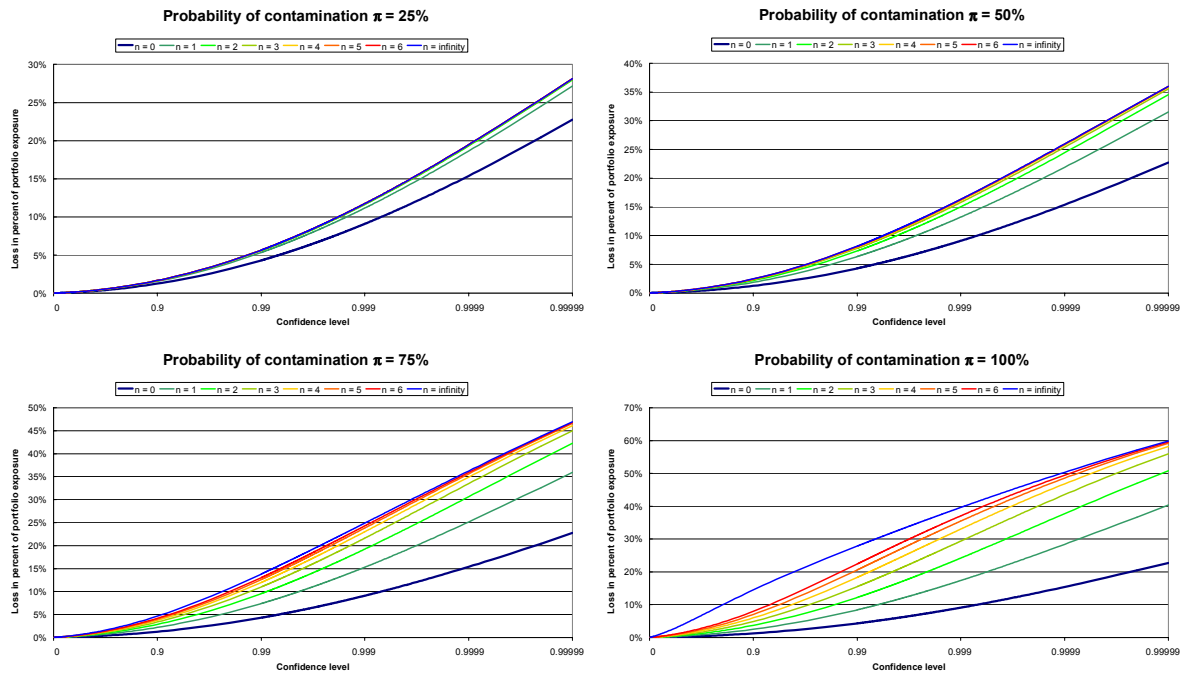 Probability of contamination π = 25%
n = 0 n = 1 n = 2 n = 3 n = 4 n = 5 n = 6 n = infinity
Loss in percent of portfolio exposure
30%
25%
20%
15%
10%
5%
0%
0 0.9 0.99 0.999 0.9999 0.99999
Confidence level
Probability of contamination π = 50%
n = 0 n = 1 n = 2 n = 3 n = 4 n = 5 n = 6 n = infinity
Loss in percent of portfolio exposure
40%
35%
30%
25%
20%
15%
10%
5%
0%
0 0.9 0.99 0.999 0.9999 0.99999
Confidence level
Probability of contamination π = 75%
n = 0 n = 1 n = 2 n = 3 n = 4 n = 5 n = 6 n = infinity
Loss in percent of portfolio exposure
50%
45%
40%
35%
30%
25%
20%
15%
10%
5%
0%
0 0.9 0.99 0.999 0.9999 0.99999
Confidence level
Probability of contamination π = 100%
n = 0 n = 1 n = 2 n = 3 n = 4 n = 5 n = 6 n = infinity
Loss in percent of portfolio exposure
70%
60%
50%
40%
30%
20%
10%
0%
0 0.9 0.99 0.999 0.9999 0.99999
Confidence level